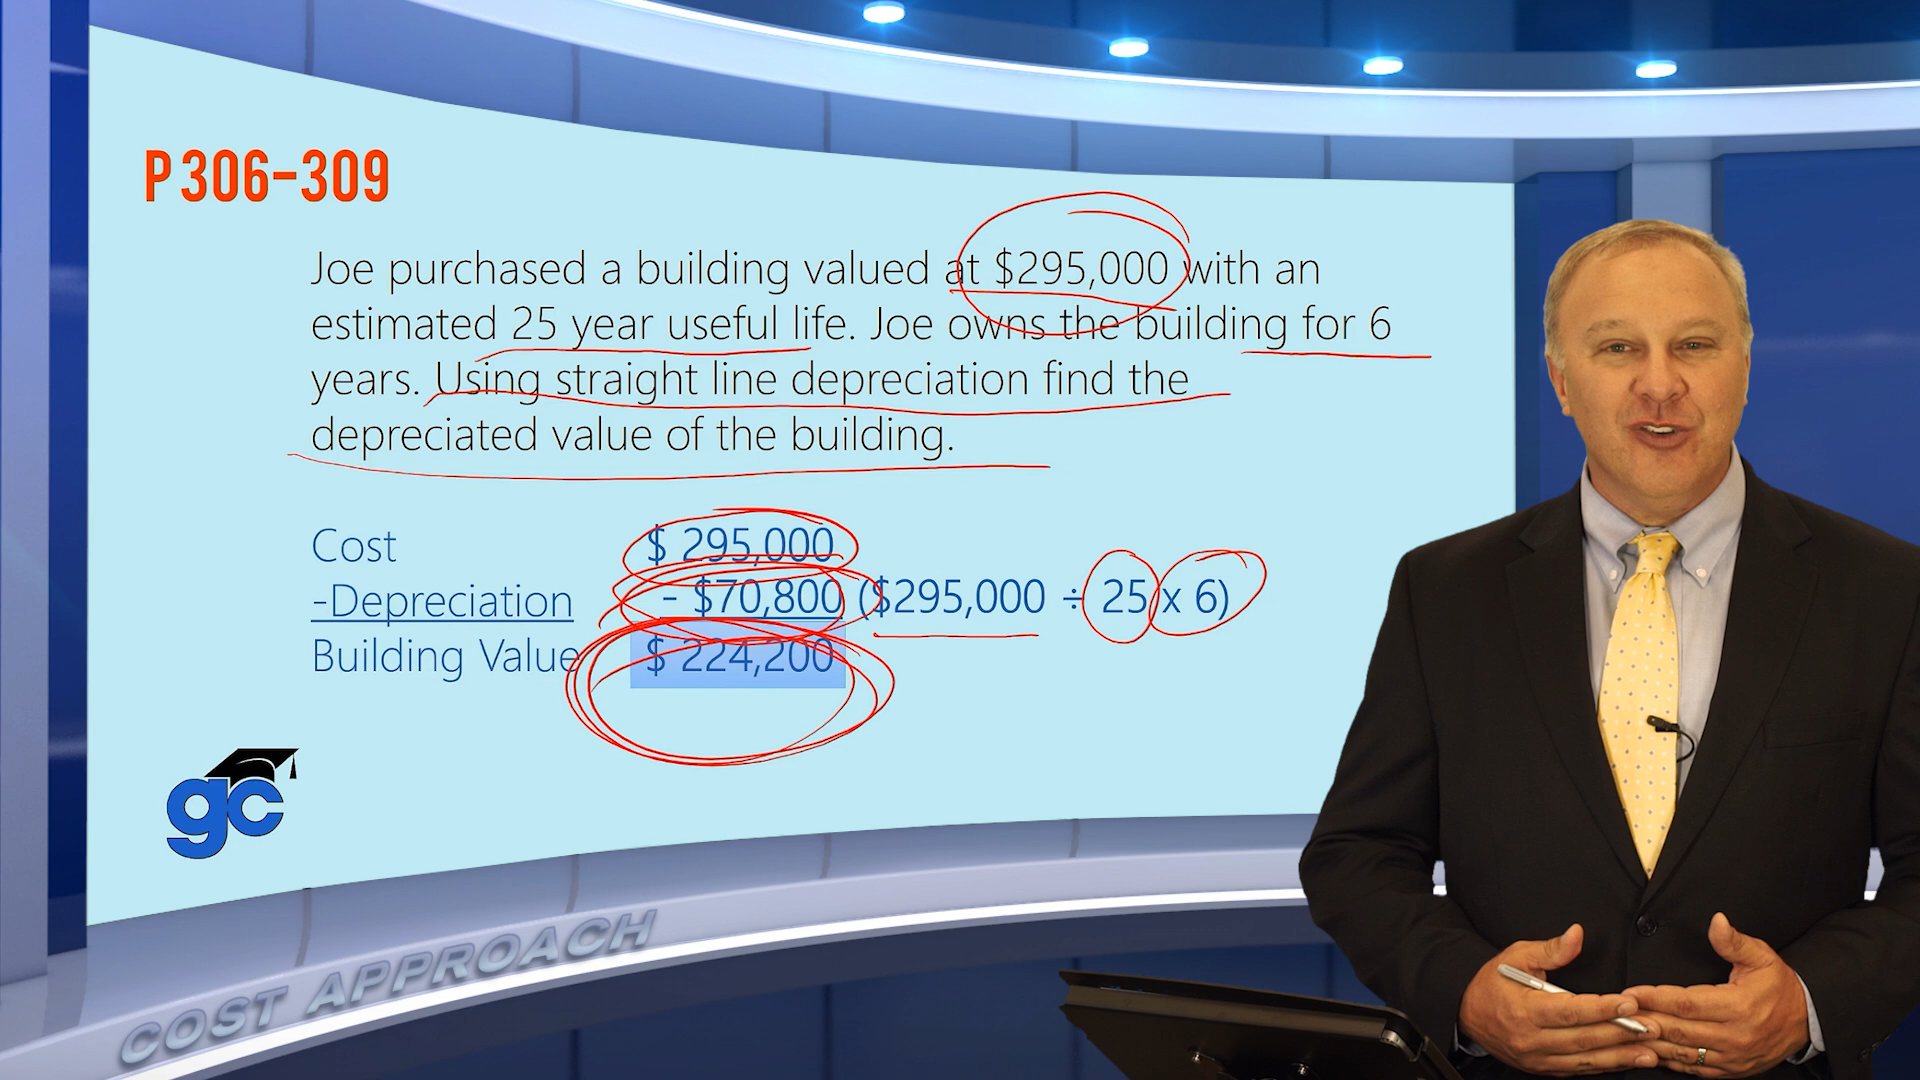 P 306-309
Joe purchased a building valued at $295,000 with an
estimated 25 year useful life. Joe owns the building for 6
years. Using straight line depreciation find the
depreciated value of the building.
Cost $ 295,000
-Depreciation - $70,800 ($295,000 ÷ 25 x 6)
Building Value $ 224,200
gc
COST APPROACH